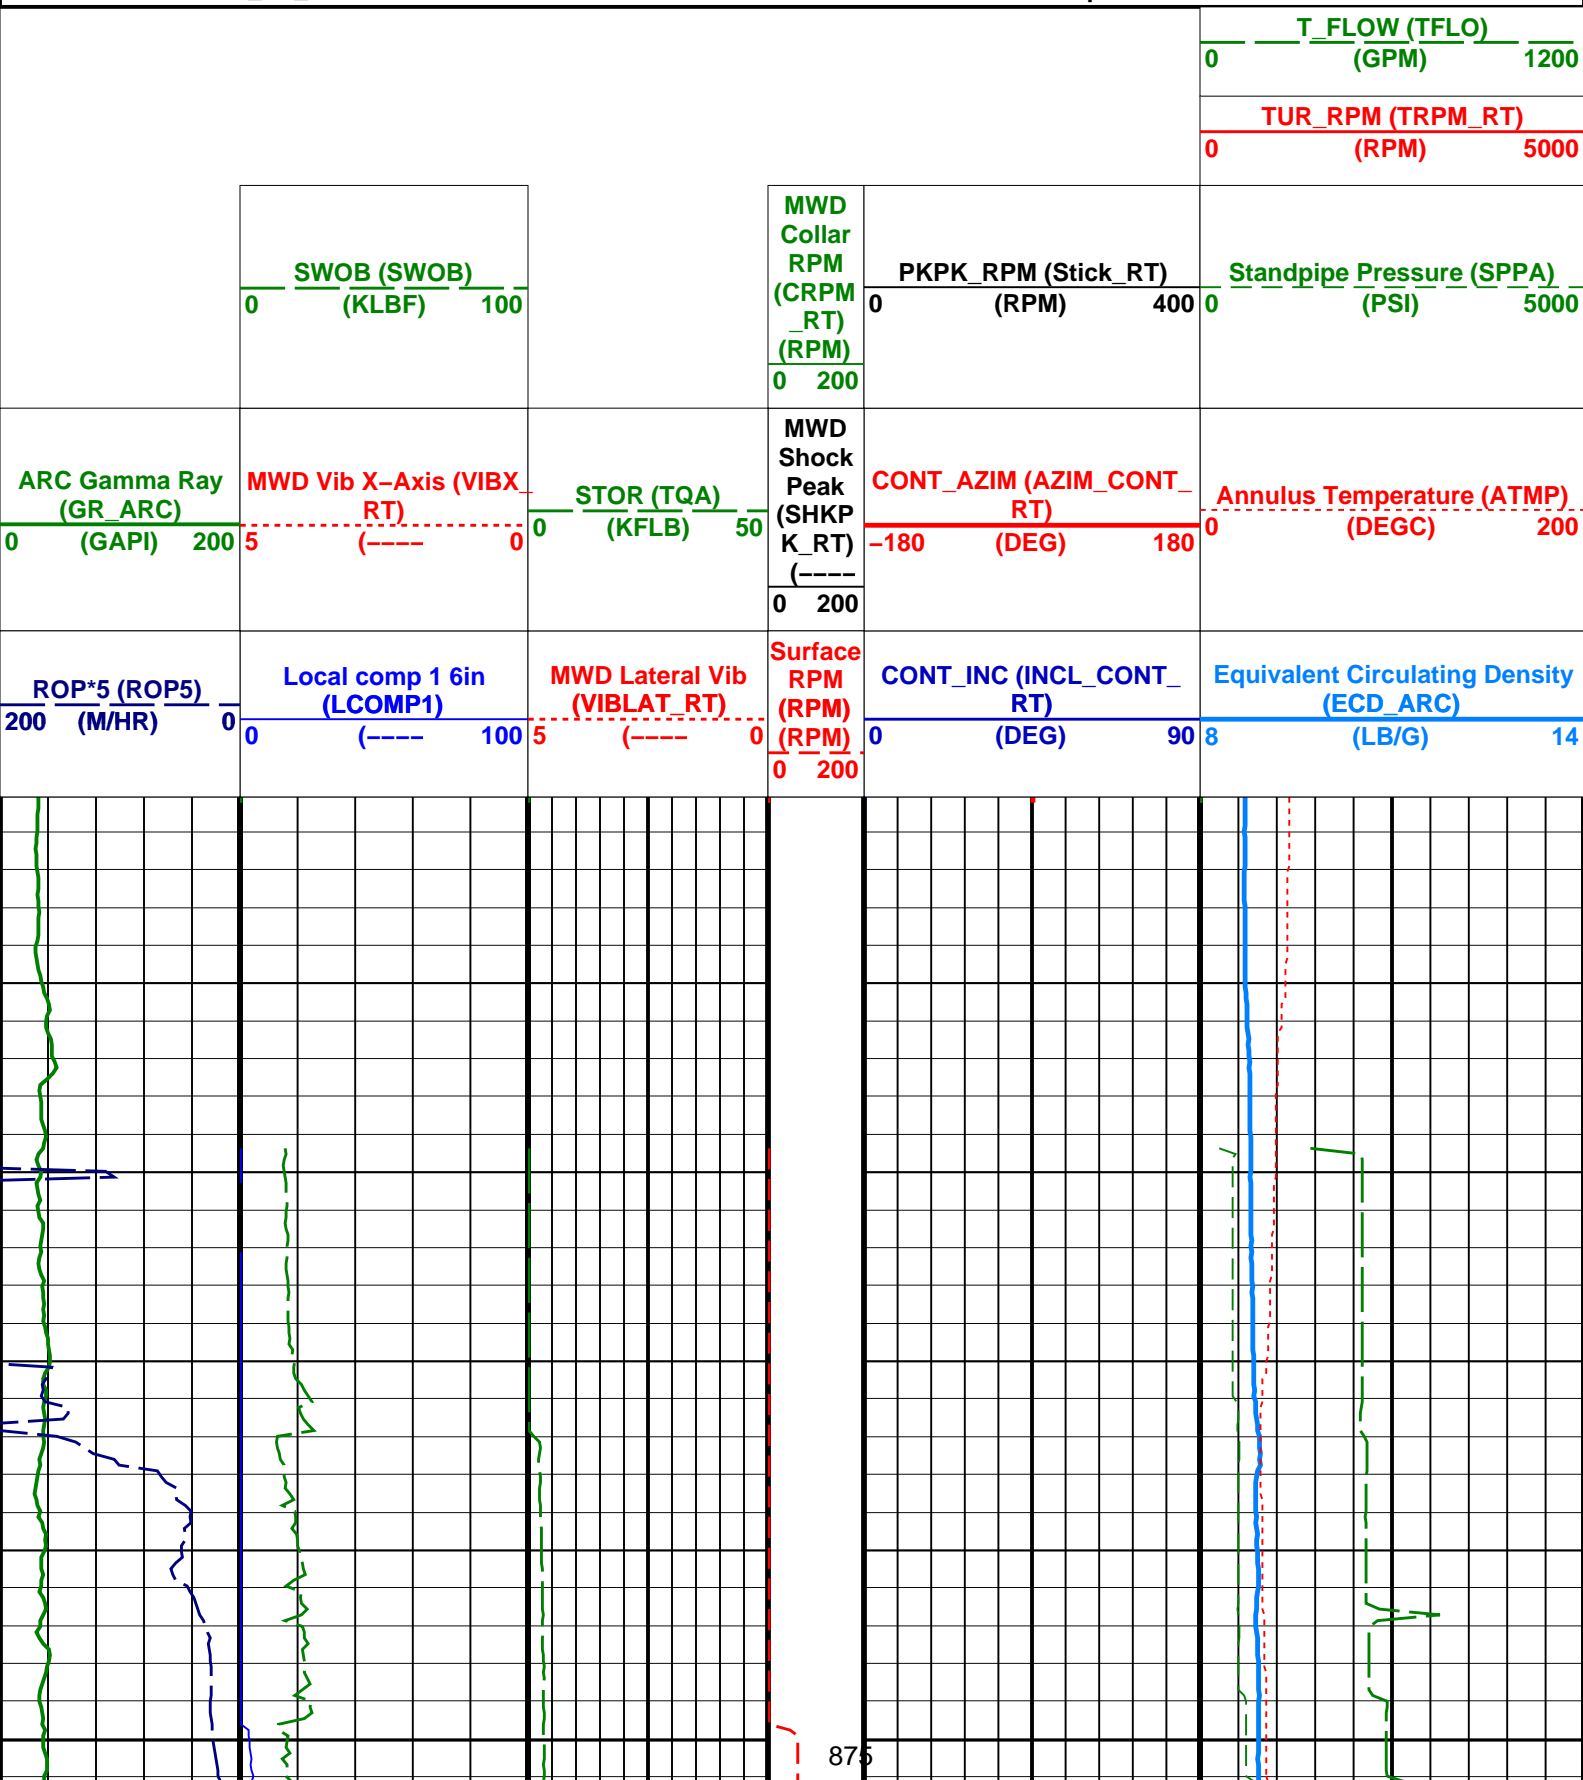 T_FLOW (TFLO)
0 (GPM) 1200
TUR_RPM (TRPM_RT)
0 (RPM) 5000
SWOB (SWOB)
0 (KLBF) 100
MWD
Collar
RPM
(CRPM
_RT)
(RPM)
0 200
PKPK_RPM (Stick_RT)
0 (RPM) 400
Standpipe Pressure (SPPA)
0 (PSI) 5000
ARC Gamma Ray
(GR_ARC)
0 (GAPI) 200
MWD Vib X−Axis (VIBX_
RT)
5 (−−−− 0
STOR (TQA)
0 (KFLB) 50
MWD
Shock
Peak
(SHKP
K_RT)
(−−−−
0 200
CONT_AZIM (AZIM_CONT_
RT)
−180 (DEG) 180
Annulus Temperature (ATMP)
0 (DEGC) 200
ROP*5 (ROP5)
200 (M/HR) 0
Local comp 1 6in
(LCOMP1)
0 (−−−− 100
MWD Lateral Vib
(VIBLAT_RT)
5 (−−−− 0
Surface
RPM
(RPM)
(RPM)
0 200
CONT_INC (INCL_CONT_
RT)
0 (DEG) 90
Equivalent Circulating Density
(ECD_ARC)
8 (LB/G) 14
875